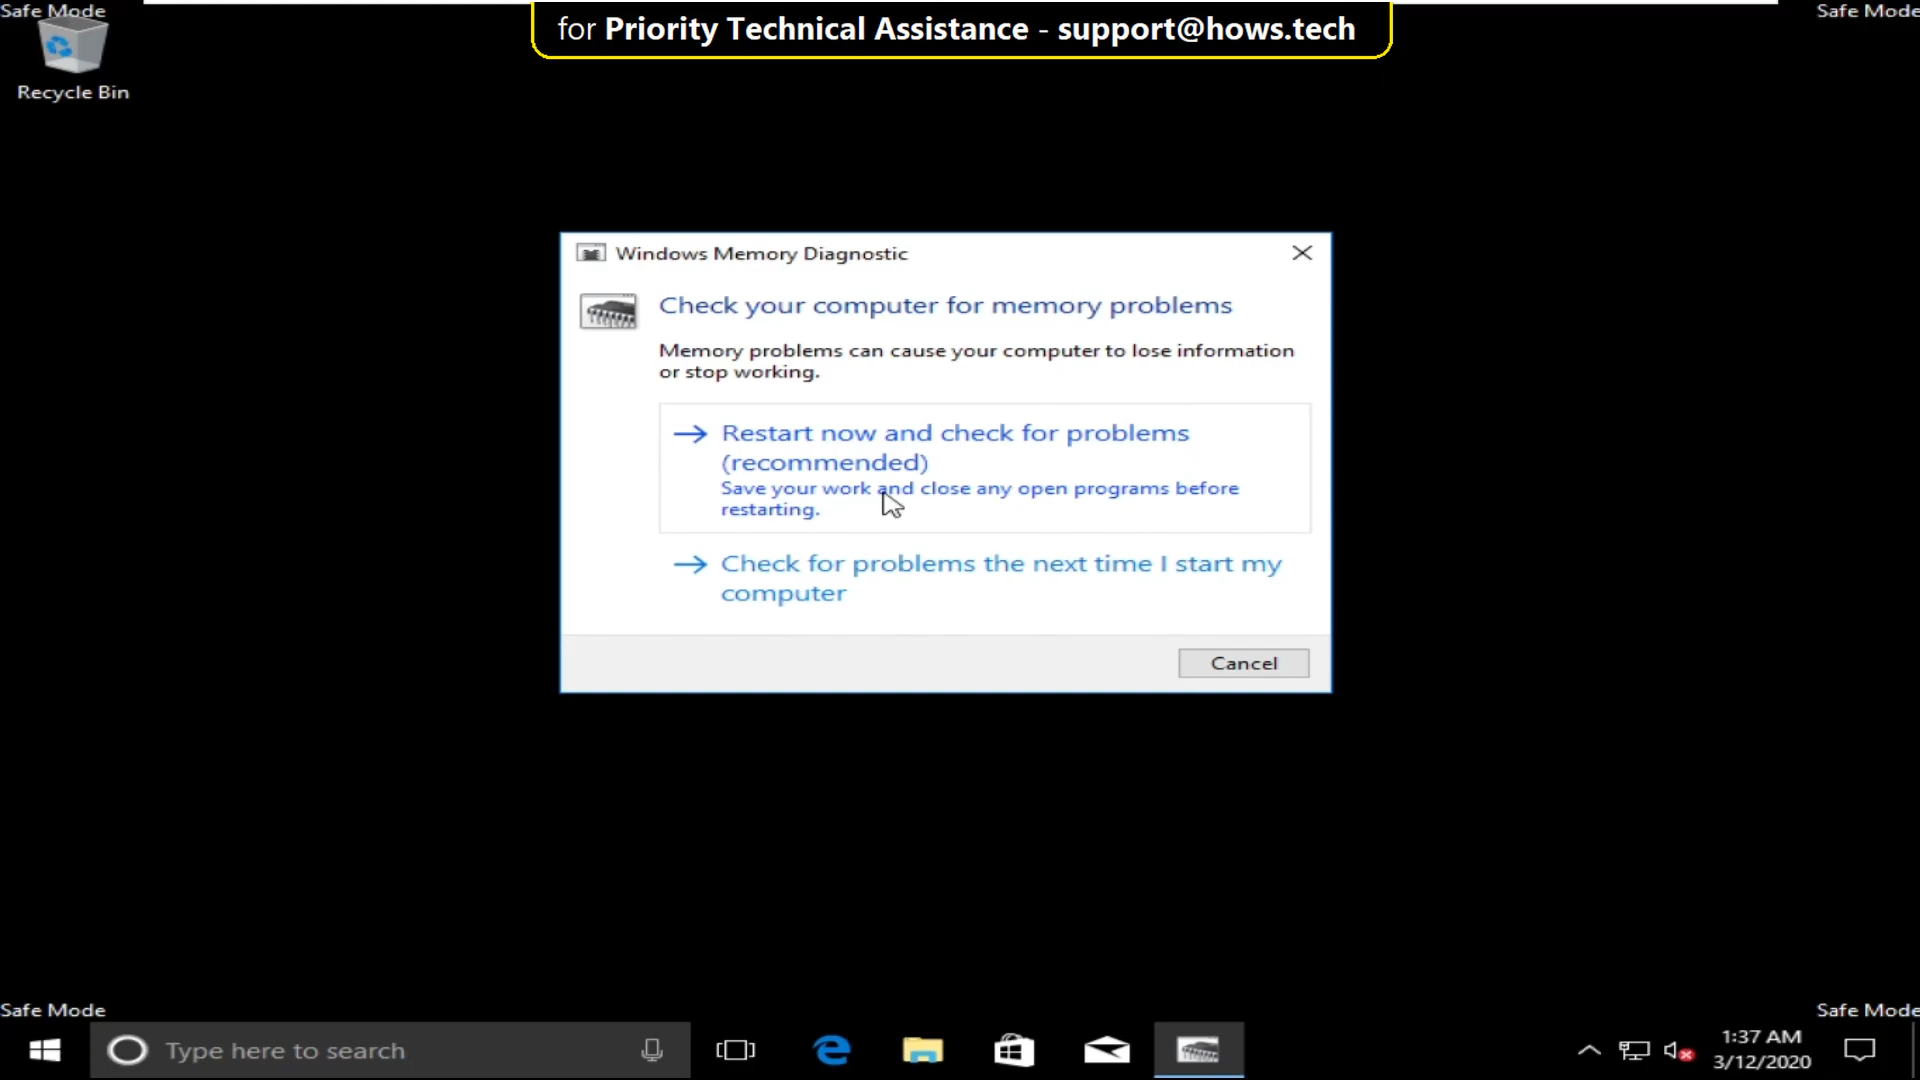 Safe Mode
Safe Mode
for Priority Technical Assistance - support@hows.tech
Recycle Bin
Windows Memory Diagnostic
Check your computer for memory problems
Memory problems can cause your computer to lose information
or stop working.
Restart now and check for problems
(recommended)
Save your work and close any open programs before
restarting.
Check for problems the next time I start my
computer
Cancel
Safe Mode
Safe Mode
Type here to search
1:37 AM
3/12/2020